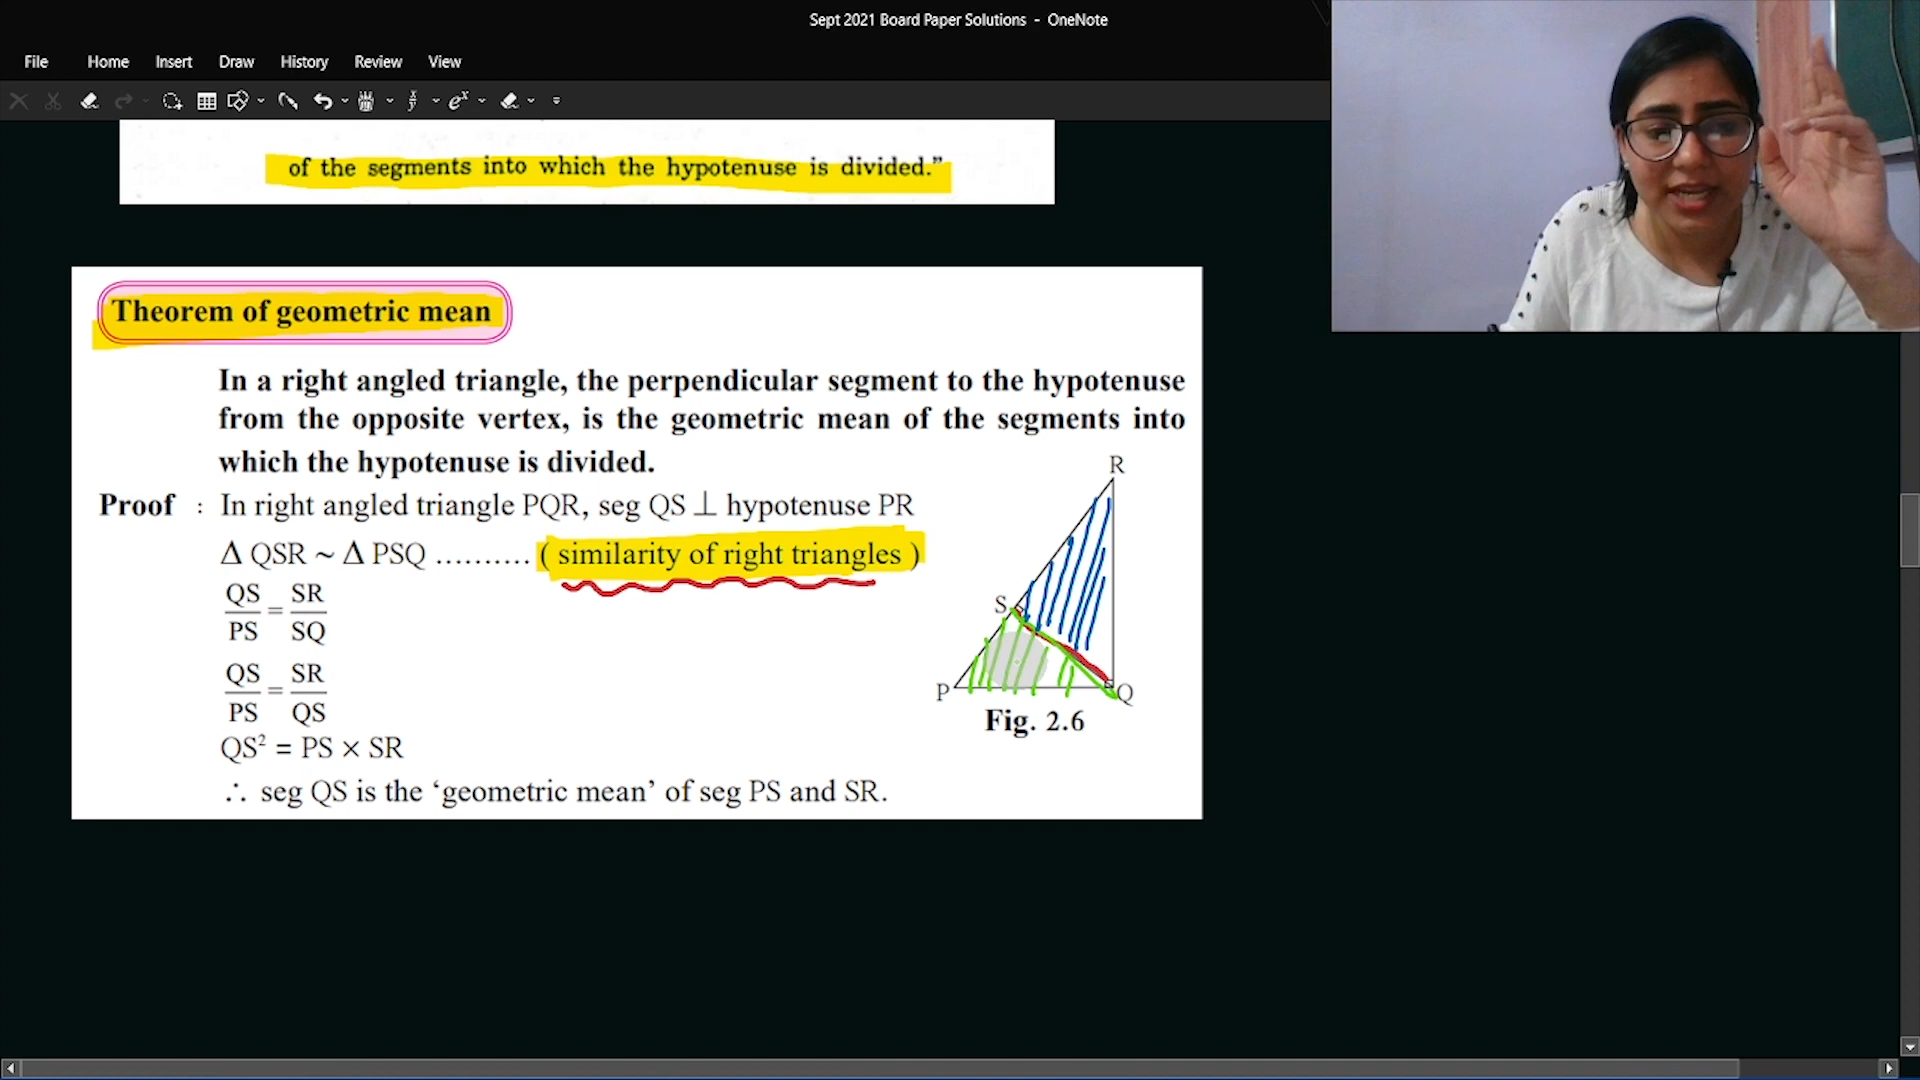 Sept 2021 Board Paper Solutions - OneNote
File Home Insert Draw History Review View
of the segments into which the hypotenuse is divided."
Theorem of geometric mean
In a right angled triangle, the perpendicular segment to the hypotenuse
from the opposite vertex, is the geometric mean of the segments into
which the hypotenuse is divided.
R
Proof : In right angled triangle PQR, seg QS ⊥ hypotenuse PR
Δ QSR ~ Δ PSQ .......... ( similarity of right triangles )
QS/PS = SR/SQ
S
QS/PS = SR/QS
P Q
Fig. 2.6
QS² = PS × SR
∴ seg QS is the ‘geometric mean’ of seg PS and SR.